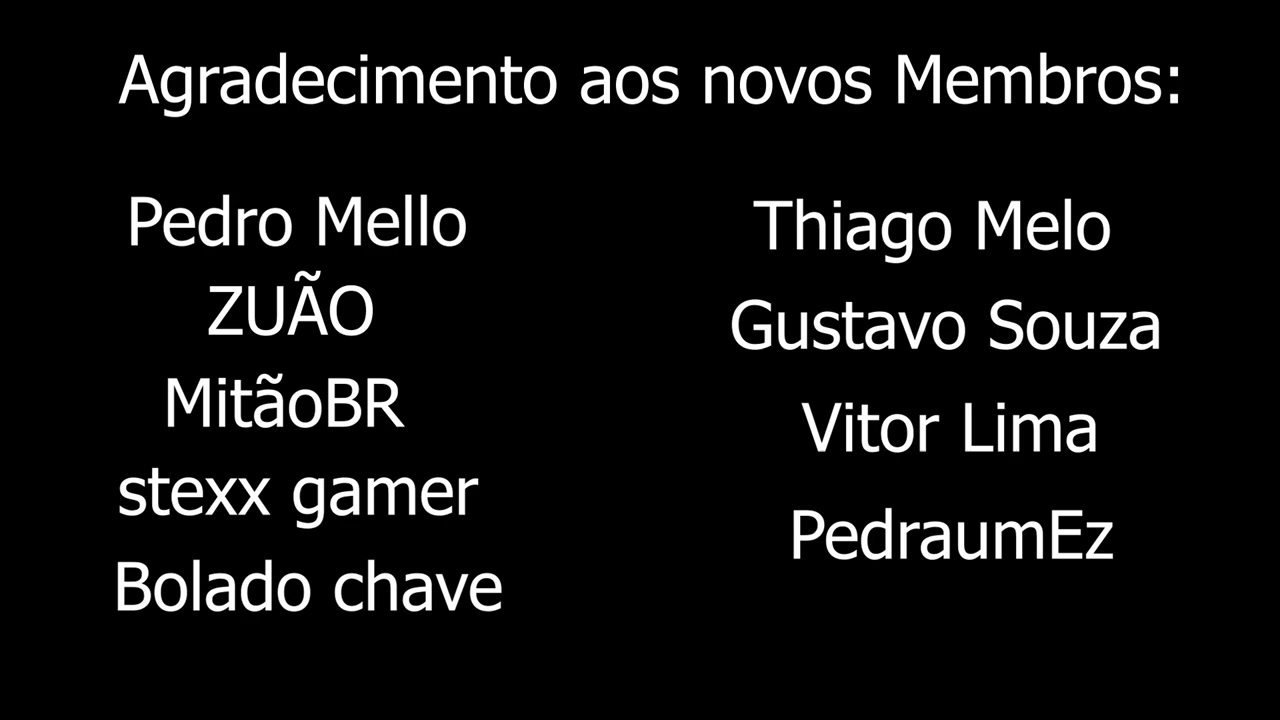 Agradecimento aos novos Membros:
Pedro Mello
ZUÃO
MitãoBR
stexx gamer
Bolado chave
Thiago Melo
Gustavo Souza
Vitor Lima
PedraumEz